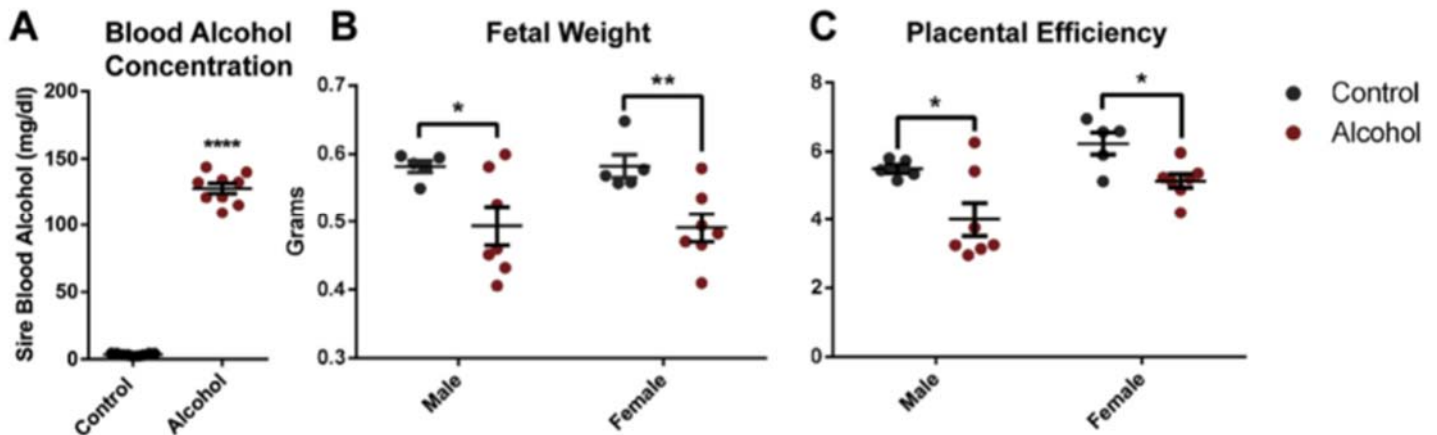 A
Blood Alcohol
Concentration
Sire Blood Alcohol (mg/dl)
200
150
100
50
0
****
Control
Alcohol
B
Fetal Weight
Grams
0.7
0.6
0.5
0.4
0.3
*
**
Male
Female
C
Placental Efficiency
8
6
4
2
0
*
*
Male
Female
Control
Alcohol